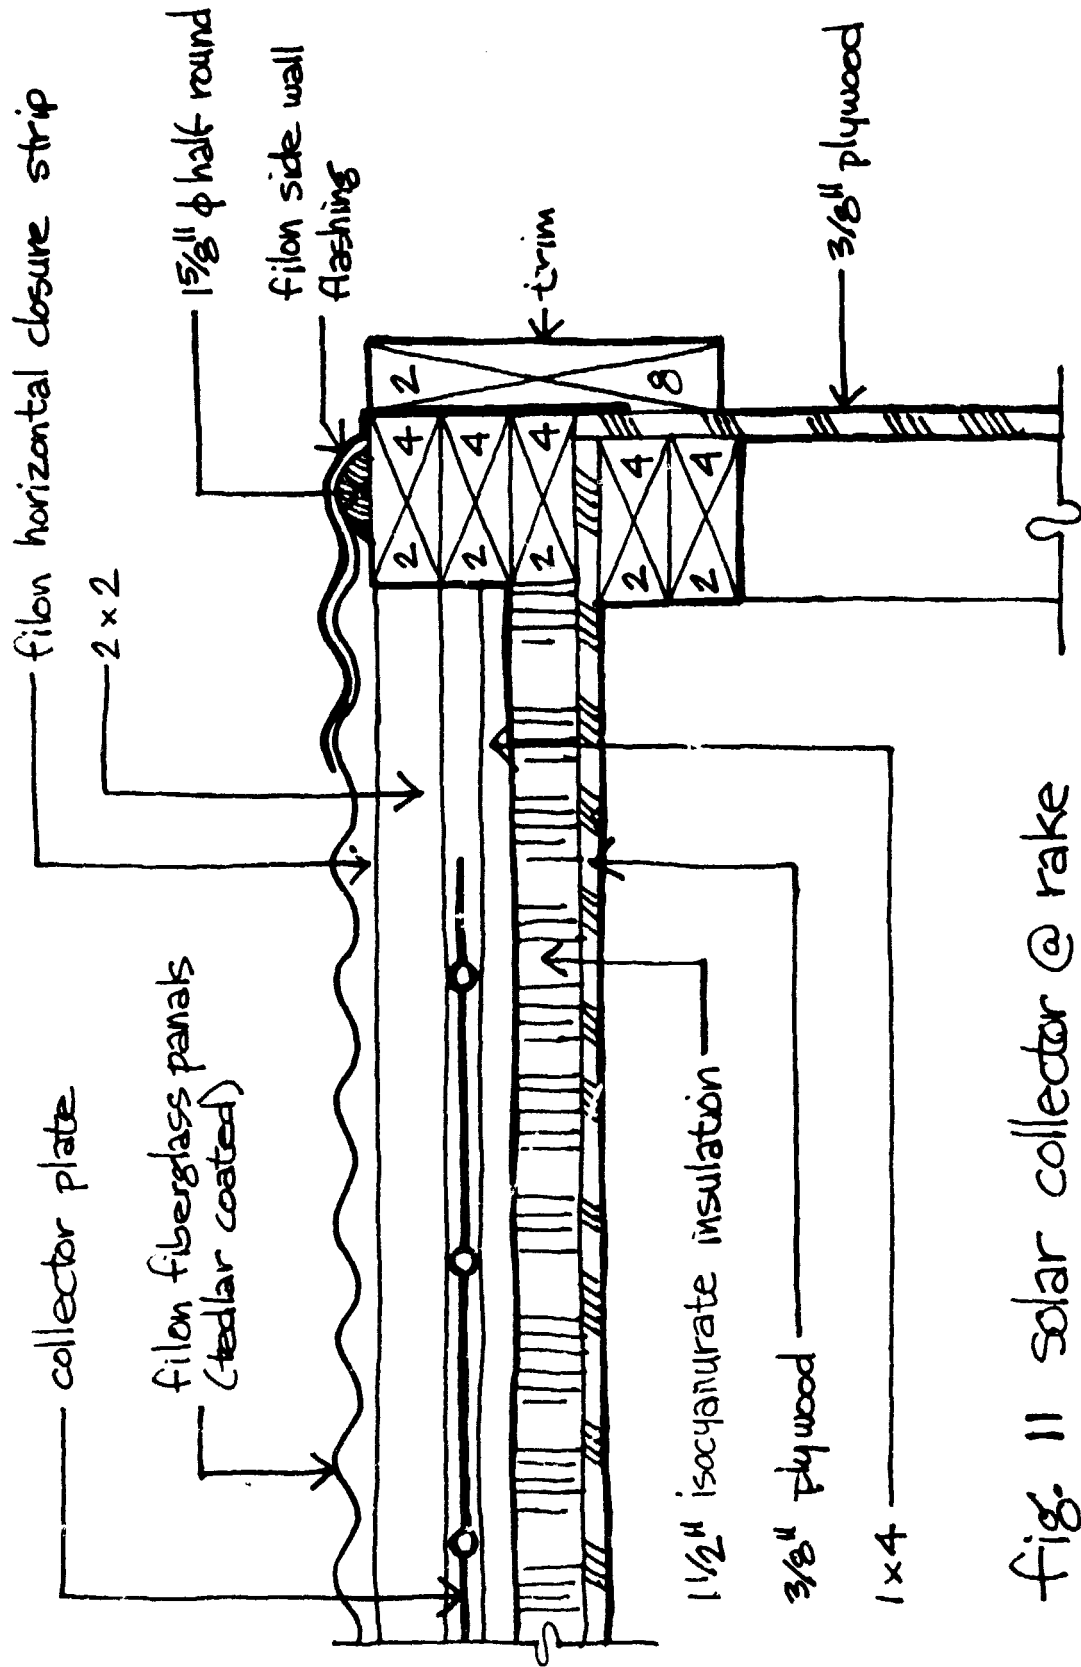 collector plate
filon fiberglass panals
(tedlar coated)
filon horizontal closure strip
2 x 2
1 5/8" ϕ half round
filon side wall
flashing
trim
2 8
2 4
2 4
2 4
2 4
2 4
3/8" plywood
1 1/2" isocyanurate insulation
3/8" plywood
1 x 4
fig. 11 solar collector @ rake